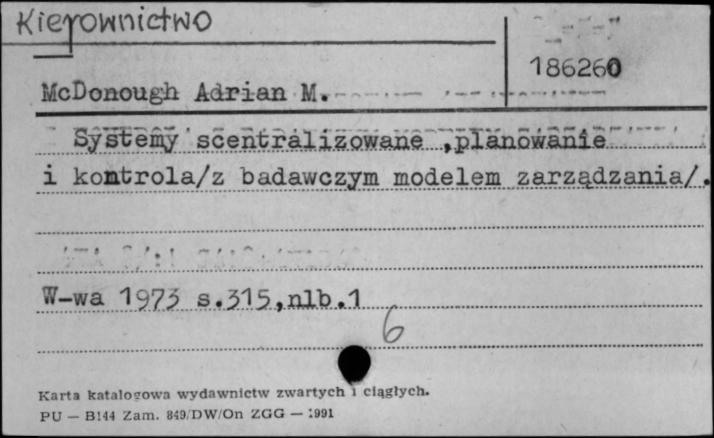 Kierownictwo
186260
McDonough Adrian M.
Systemy scentralizowane ,planowanie
i kontrola/z badawczym modelem zarządzania/.
W-wa 1973 s.315,nlb.1
6
Karta katalogowa wydawnictw zwartych i ciągłych.
PU — B144 Zam. 849/DW/On ZGG — 1991